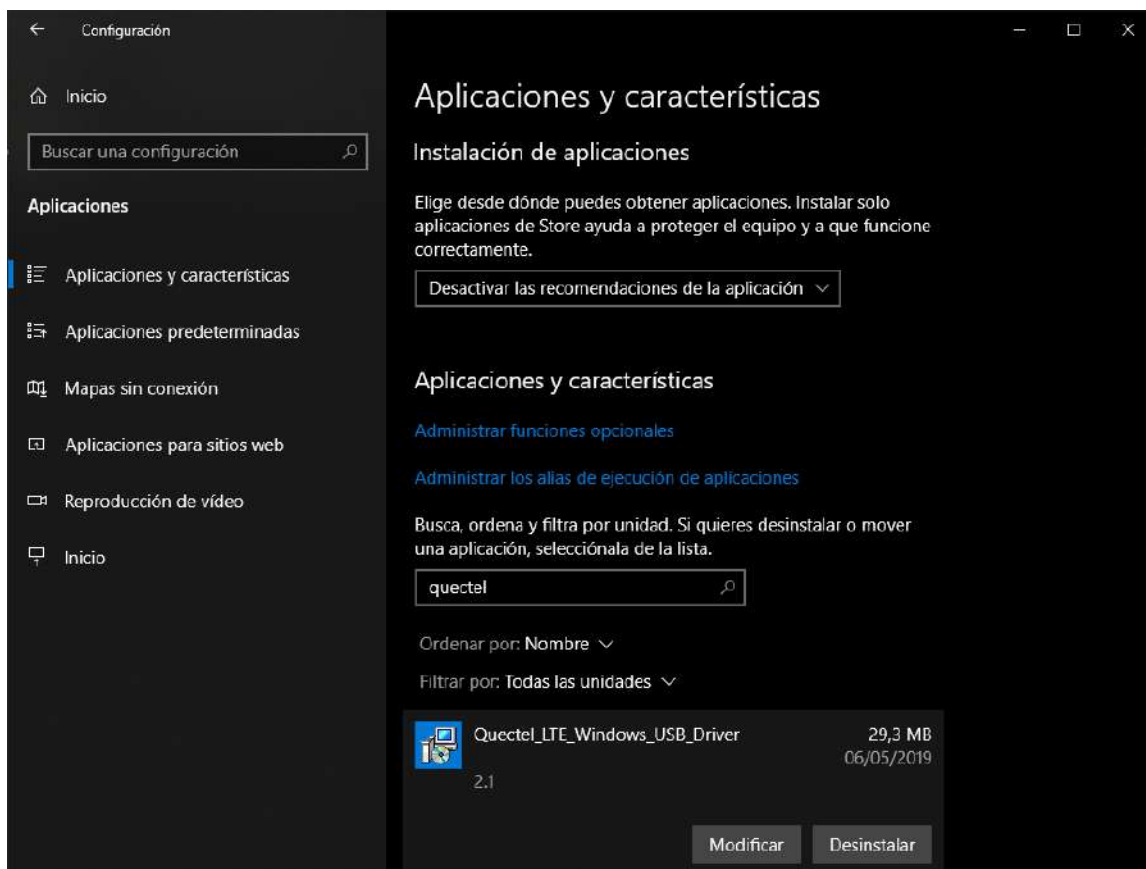 Configuración
Inicio
Buscar una configuración
Aplicaciones
Aplicaciones y características
Aplicaciones predeterminadas
Mapas sin conexión
Aplicaciones para sitios web
Reproducción de vídeo
Inicio
Aplicaciones y características
Instalación de aplicaciones
Elige desde dónde puedes obtener aplicaciones. Instalar solo
aplicaciones de Store ayuda a proteger el equipo y a que funcione
correctamente.
Desactivar las recomendaciones de la aplicación
Aplicaciones y características
Administrar funciones opcionales
Administrar los alias de ejecución de aplicaciones
Busca, ordena y filtra por unidad. Si quieres desinstalar o mover
una aplicación, selecciónala de la lista.
quectel
Ordenar por: Nombre
Filtrar por: Todas las unidades
Quectel_LTE_Windows_USB_Driver 29,3 MB
06/05/2019
2.1
Modificar Desinstalar